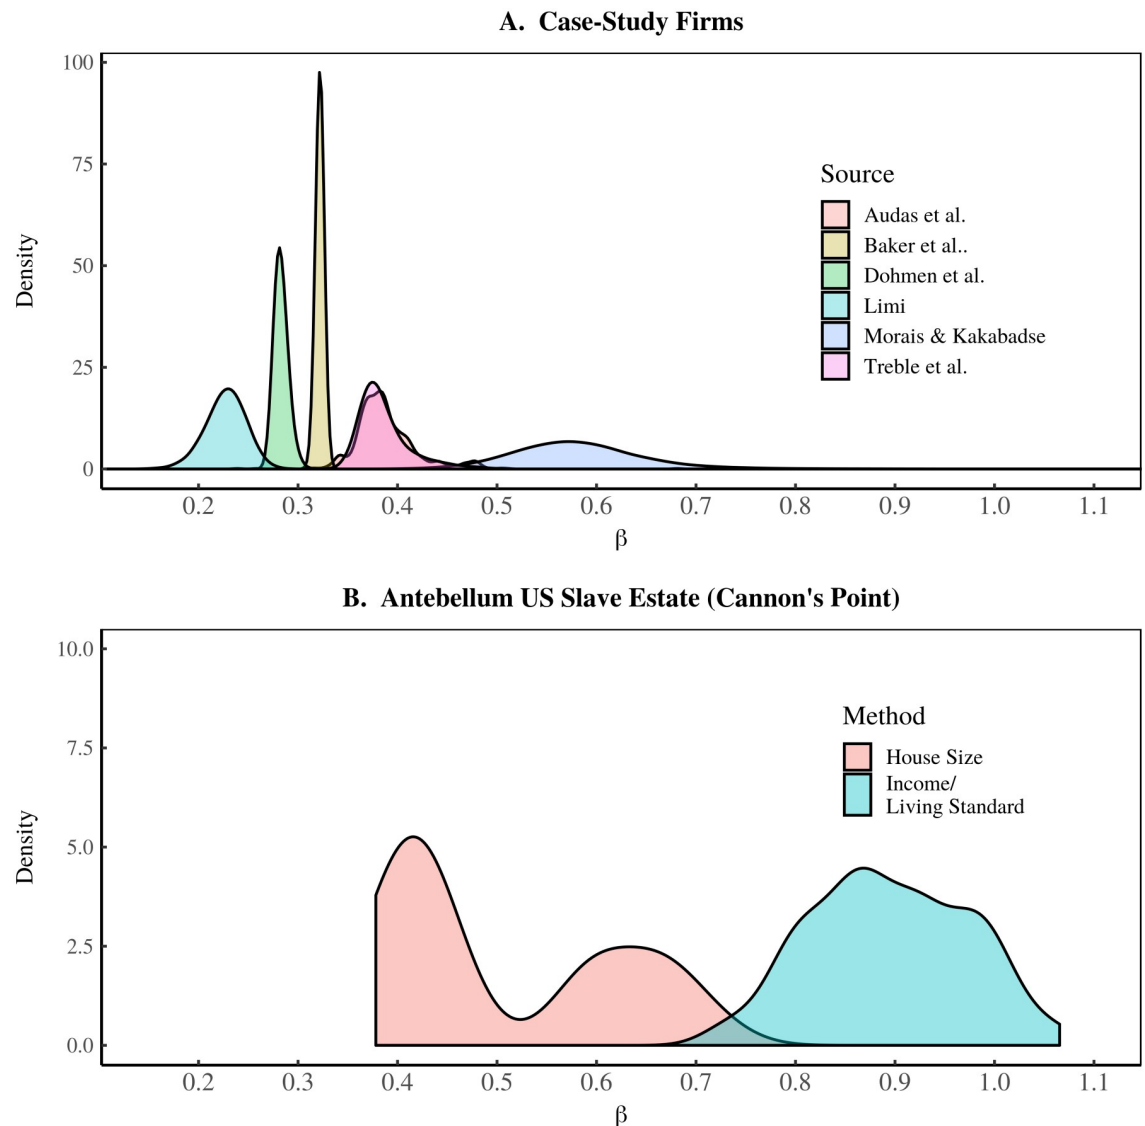 A. Case-Study Firms
100
75
50
25
0
Density
Source
Audas et al.
Baker et al..
Dohmen et al.
Limi
Morais & Kakabadse
Treble et al.
0.2 0.3 0.4 0.5 0.6 0.7 0.8 0.9 1.0 1.1
β
B. Antebellum US Slave Estate (Cannon's Point)
10.0
7.5
5.0
2.5
0.0
Density
Method
House Size
Income/
Living Standard
0.2 0.3 0.4 0.5 0.6 0.7 0.8 0.9 1.0 1.1
β